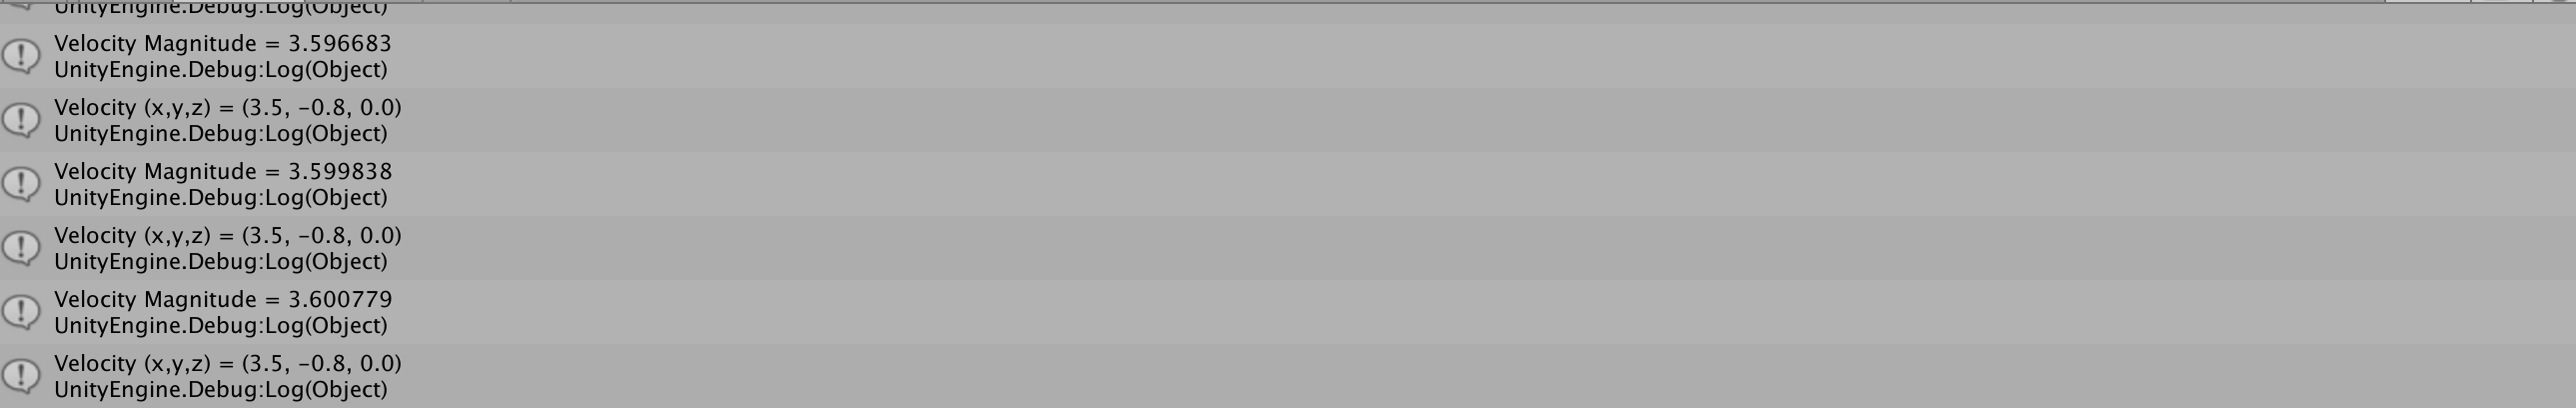 UnityEngine.Debug:Log(Object)
Velocity Magnitude = 3.596683
UnityEngine.Debug:Log(Object)
Velocity (x,y,z) = (3.5, -0.8, 0.0)
UnityEngine.Debug:Log(Object)
Velocity Magnitude = 3.599838
UnityEngine.Debug:Log(Object)
Velocity (x,y,z) = (3.5, -0.8, 0.0)
UnityEngine.Debug:Log(Object)
Velocity Magnitude = 3.600779
UnityEngine.Debug:Log(Object)
Velocity (x,y,z) = (3.5, -0.8, 0.0)
UnityEngine.Debug:Log(Object)